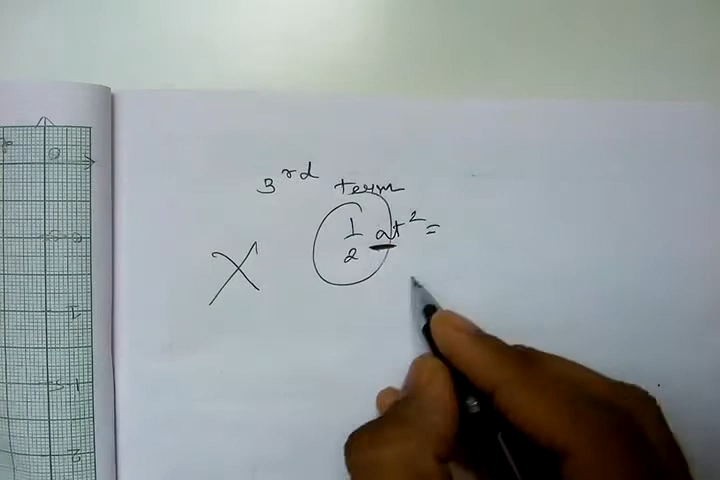 3rd term
X 1/2 at² =